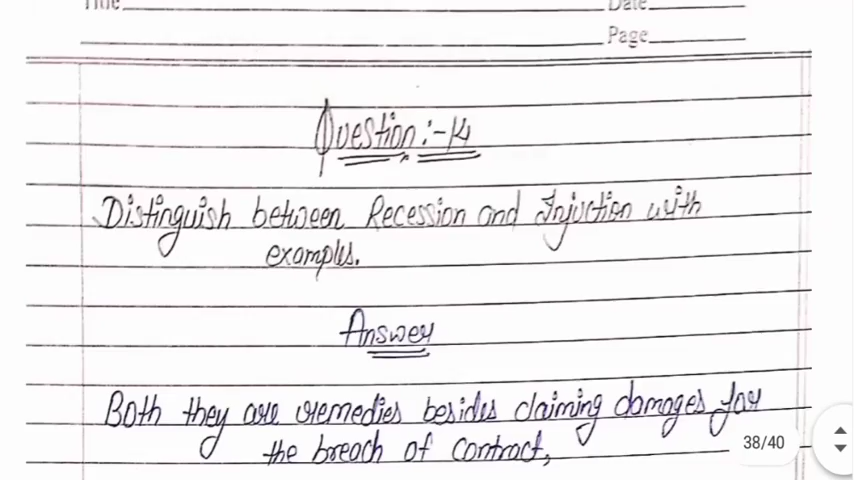 Title
Date
Page
Question:-14
Distinguish between Recession and Injuction with
examples.
Answer
Both they are remedies besides claiming damages for
the breach of contract,
38/40